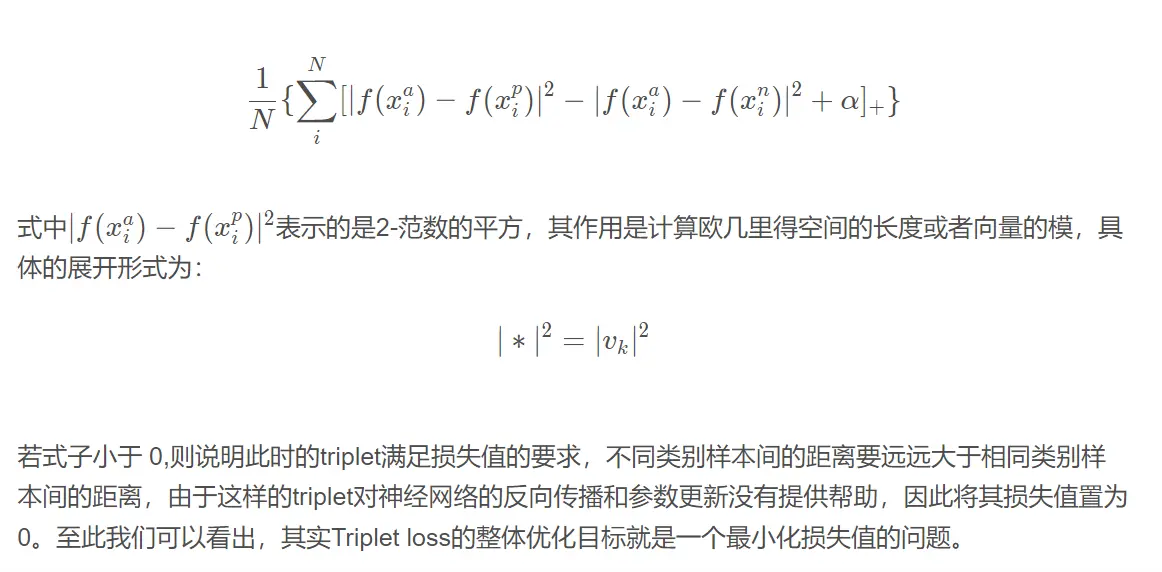 $$\frac{1}{N}\{\sum_{i}^{N}[|f(x_i^a)-f(x_i^p)|^2-|f(x_i^a)-f(x_i^n)|^2+\alpha]_+\}$$
式中$|f(x_i^a)-f(x_i^p)|^2$表示的是2-范数的平方，其作用是计算欧几里得空间的长度或者向量的模，具
体的展开形式为：
$$|*|^2=|v_k|^2$$
若式子小于 0,则说明此时的triplet满足损失值的要求，不同类别样本间的距离要远远大于相同类别样
本间的距离，由于这样的triplet对神经网络的反向传播和参数更新没有提供帮助，因此将其损失值置为
0。至此我们可以看出，其实Triplet loss的整体优化目标就是一个最小化损失值的问题。